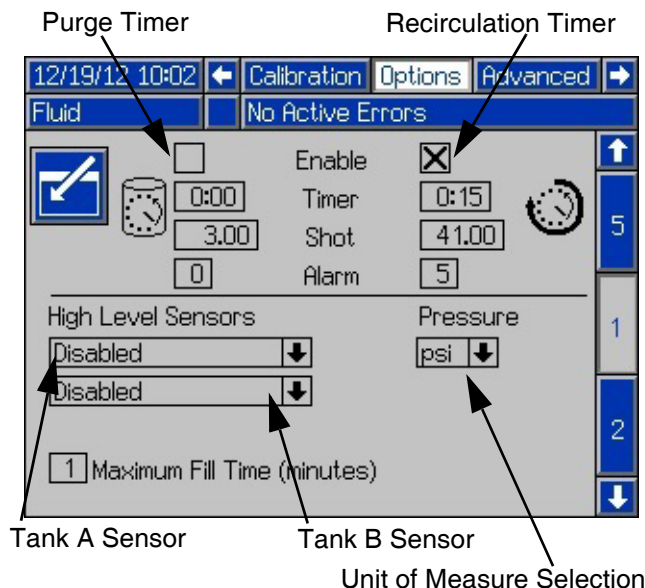 Purge Timer Recirculation Timer
12/19/12 10:02 Calibration Options Advanced
Fluid No Active Errors
Enable
0:00 Timer 0:15
5
3.00 Shot 41.00
0 Alarm 5
High Level Sensors Pressure
1
Disabled psi
Disabled
2
1 Maximum Fill Time (minutes)
Tank A Sensor Tank B Sensor
Unit of Measure Selection